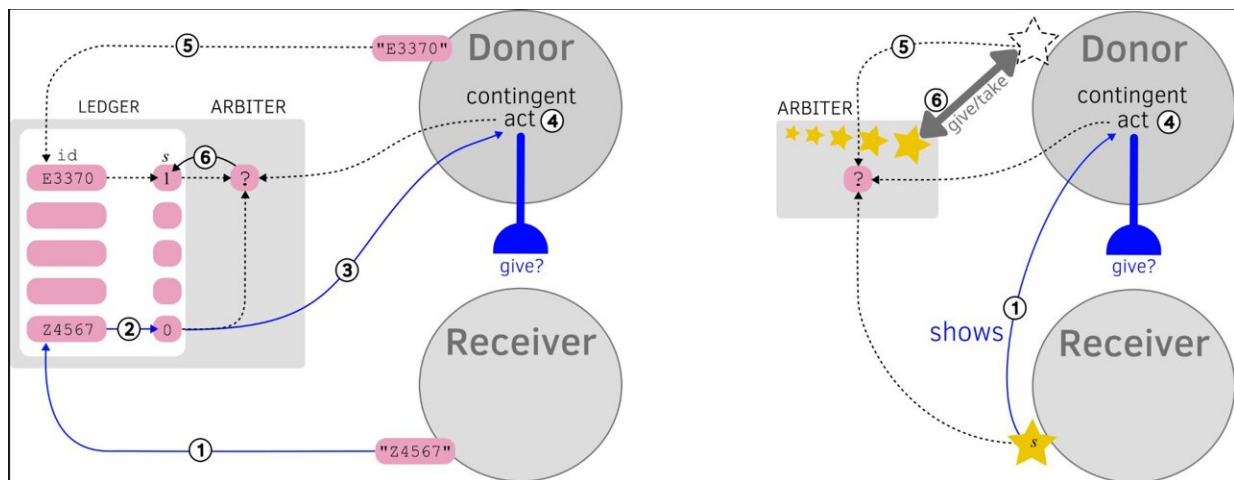 ⑤
"E3370"
Donor
contingent
act ④
LEDGER
ARBITER
id
s
⑥
E3370
1
?
③
give?
Z4567
②
0
Receiver
①
"Z4567"
⑤
Donor
⑥
give/take
contingent
act ④
ARBITER
?
give?
①
shows
Receiver
s